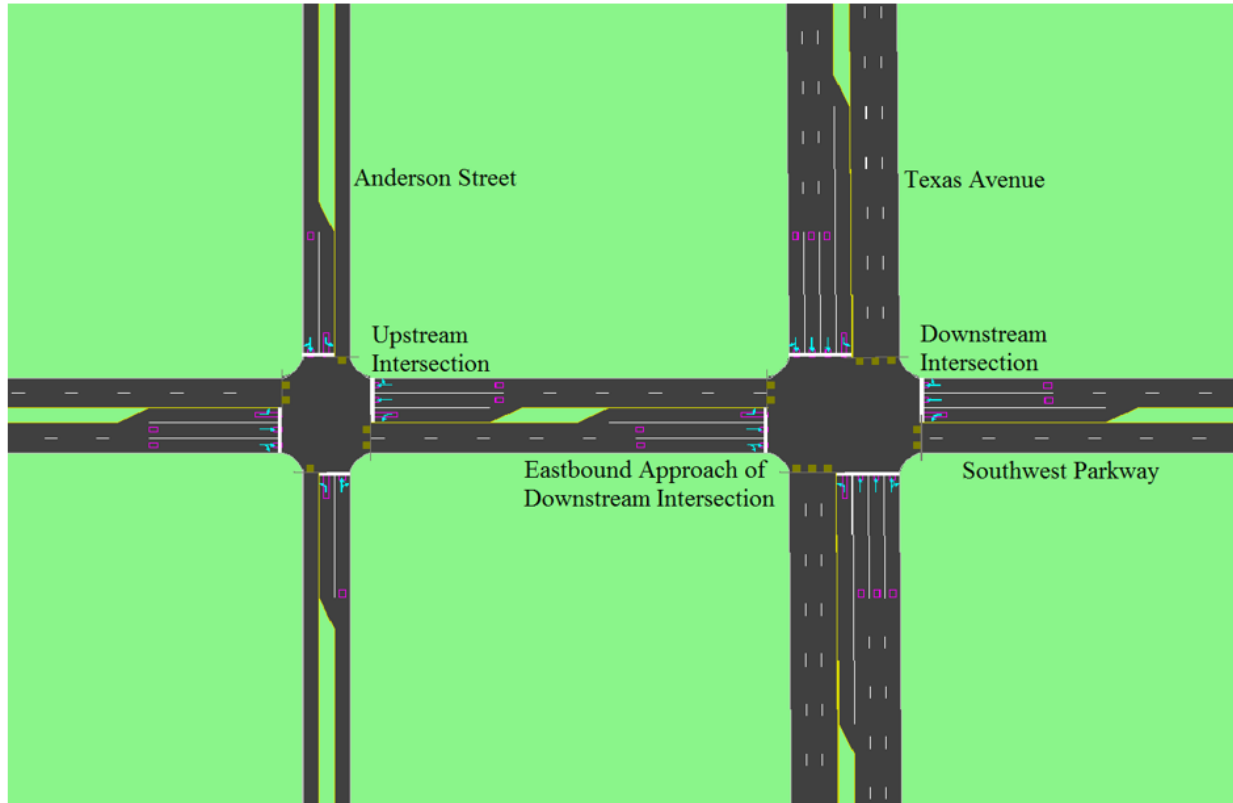 Anderson Street
Texas Avenue
Upstream
Intersection
Downstream
Intersection
Eastbound Approach of
Downstream Intersection
Southwest Parkway